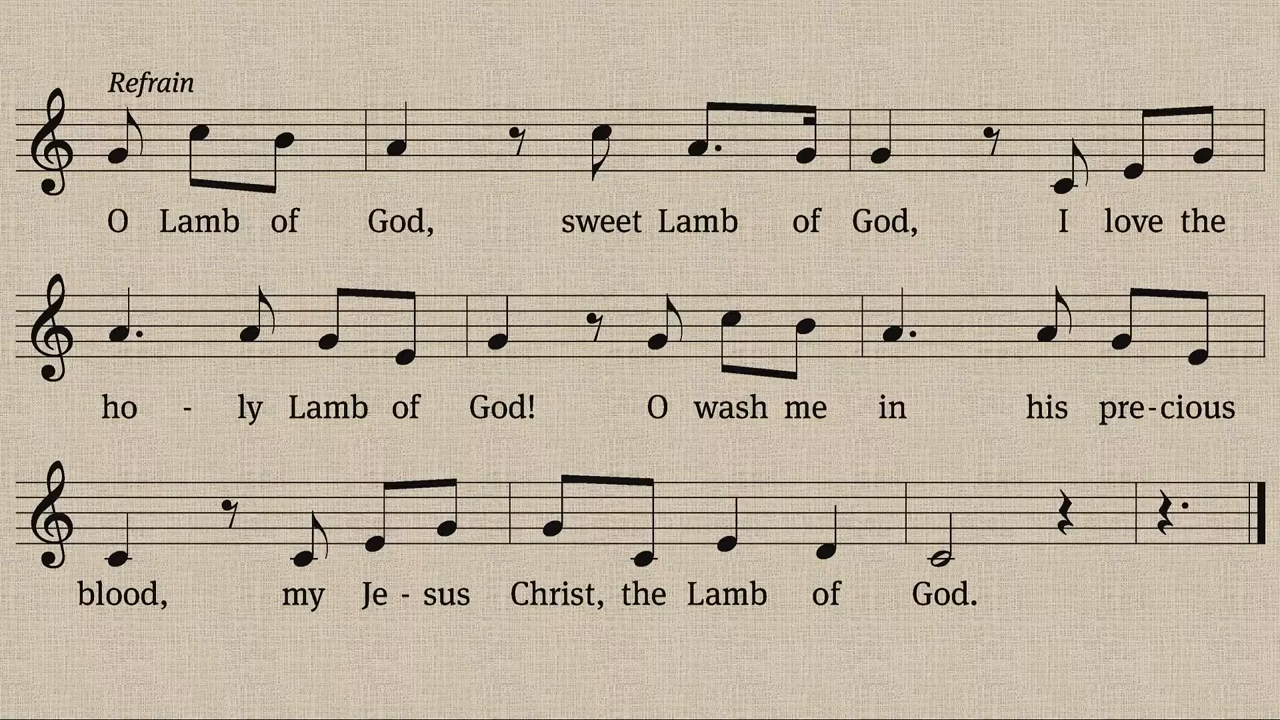 Refrain
O Lamb of God, sweet Lamb of God, I love the
ho - ly Lamb of God! O wash me in his pre-cious
blood, my Je - sus Christ, the Lamb of God.